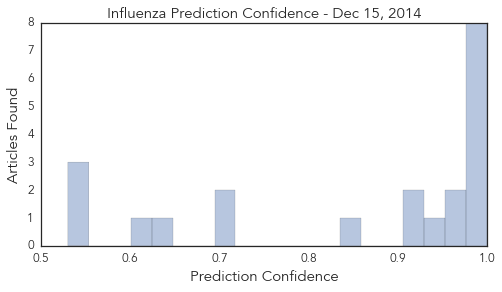 Influenza Prediction Confidence - Dec 15, 2014
Articles Found
8
7
6
5
4
3
2
1
0
0.5 0.6 0.7 0.8 0.9 1.0
Prediction Confidence